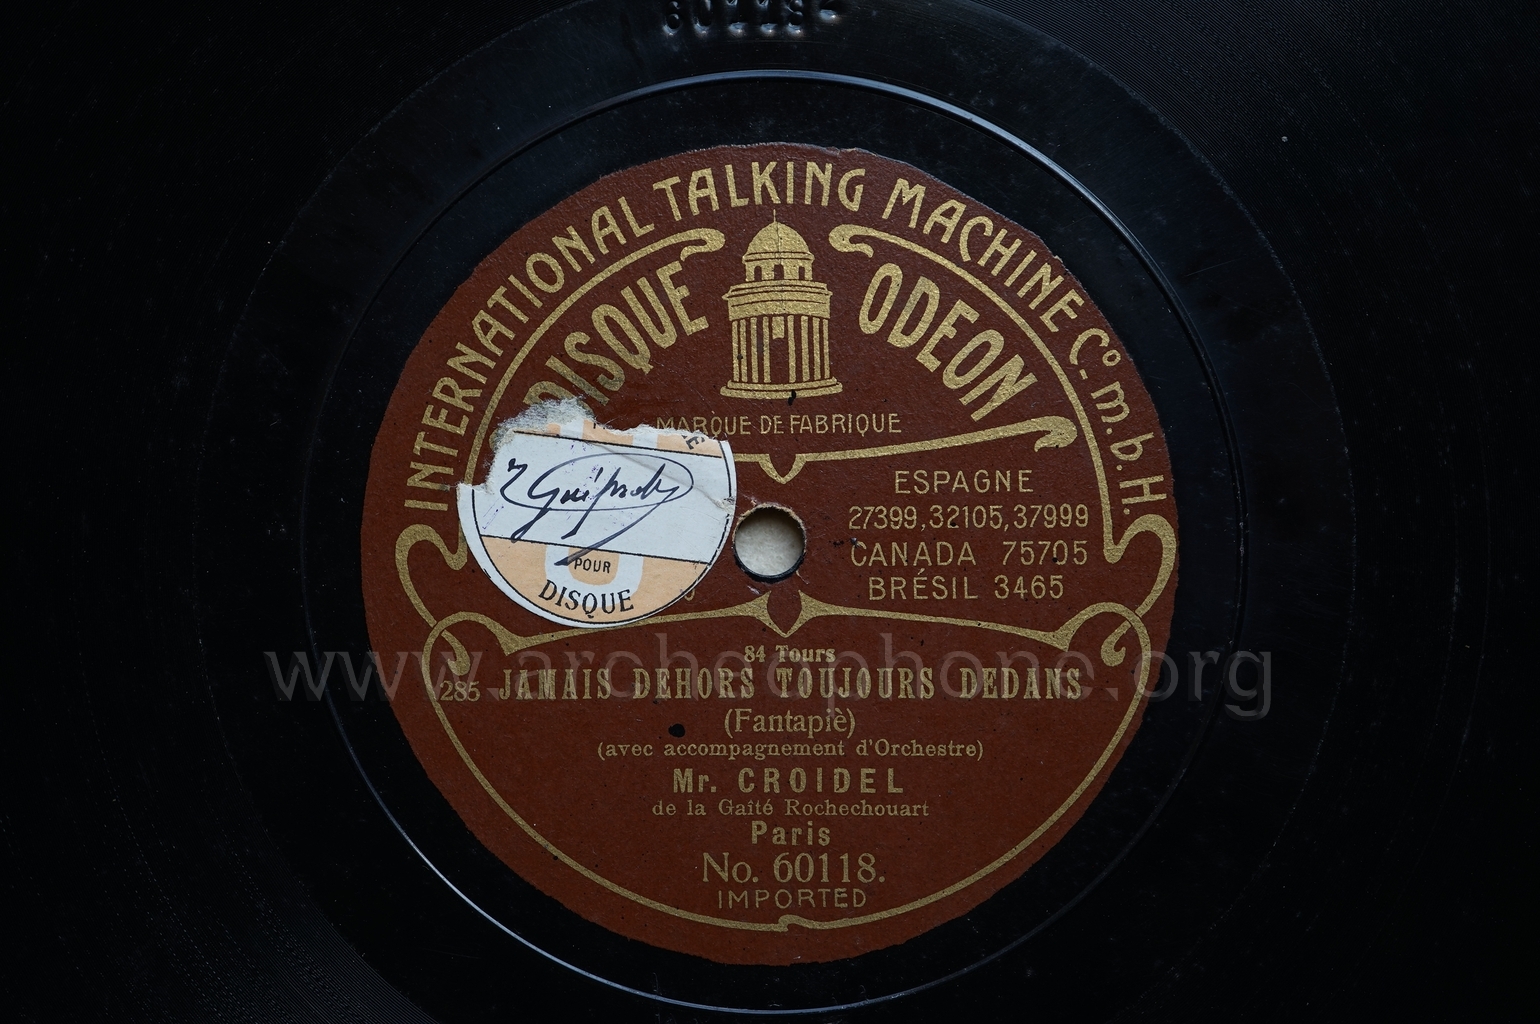 INTERNATIONAL TALKING MACHINE Co. m. b. H.
DISQUE ODEON
MARQUE DE FABRIQUE
ESPAGNE
27399, 32105, 37999
CANADA 75705
BRÉSIL 3465
POUR
DISQUE
84 Tours
285 JAMAIS DEHORS TOUJOURS DEDANS
(Fantapiè)
(avec accompagnement d'Orchestre)
Mr. CROIDEL
de la Gaîté Rochechouart
Paris
No. 60118.
IMPORTED
www.archeophone.org